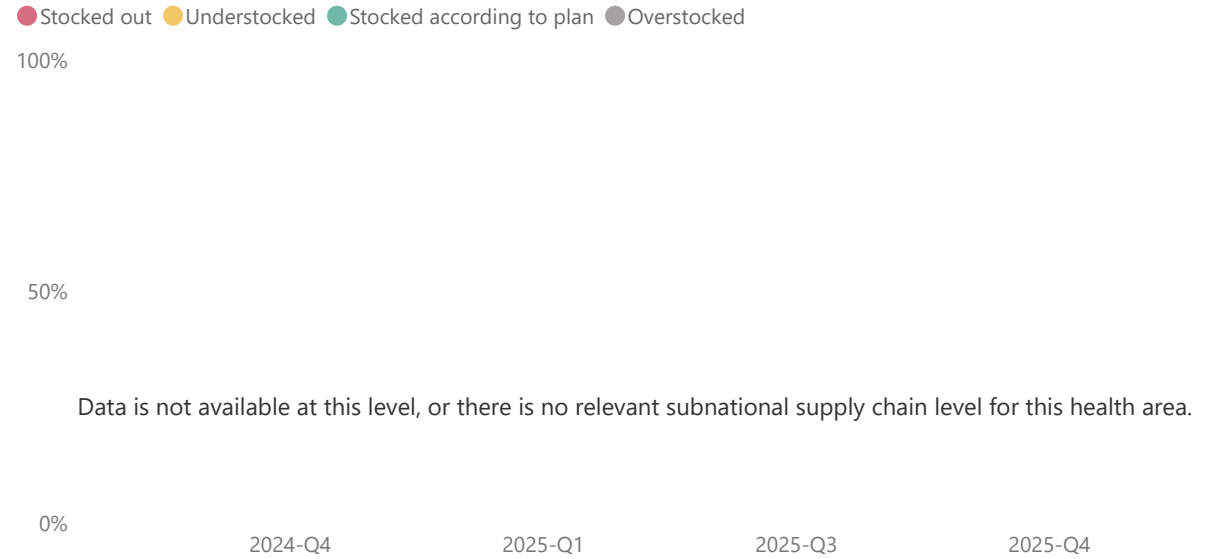 Stocked out Understocked Stocked according to plan Overstocked
100%
50%
Data is not available at this level, or there is no relevant subnational supply chain level for this health area.
0%
2024-Q4 2025-Q1 2025-Q3 2025-Q4